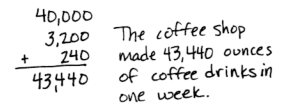 40,000
3,200
+ 240
43,440
The coffee shop
made 43,440 ounces
of coffee drinks in
one week.